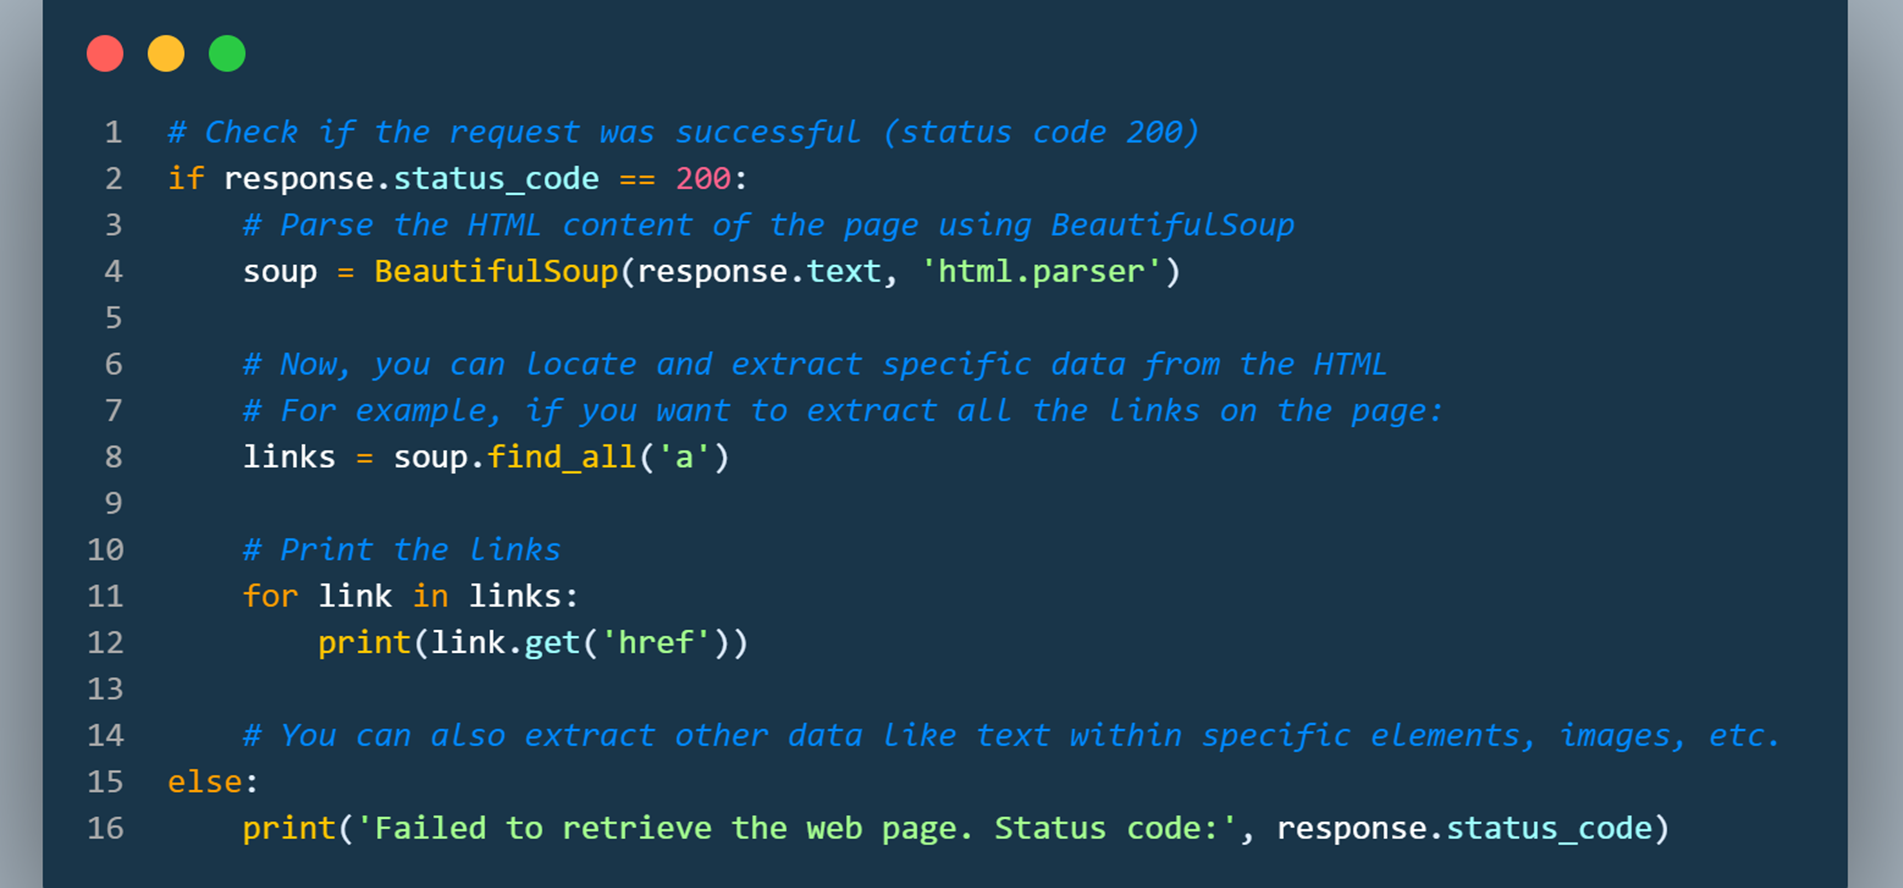 1 # Check if the request was successful (status code 200)
2 if response.status_code == 200:
3     # Parse the HTML content of the page using BeautifulSoup
4     soup = BeautifulSoup(response.text, 'html.parser')
5
6     # Now, you can locate and extract specific data from the HTML
7     # For example, if you want to extract all the links on the page:
8     links = soup.find_all('a')
9
10     # Print the links
11     for link in links:
12         print(link.get('href'))
13
14     # You can also extract other data like text within specific elements, images, etc.
15 else:
16     print('Failed to retrieve the web page. Status code:', response.status_code)